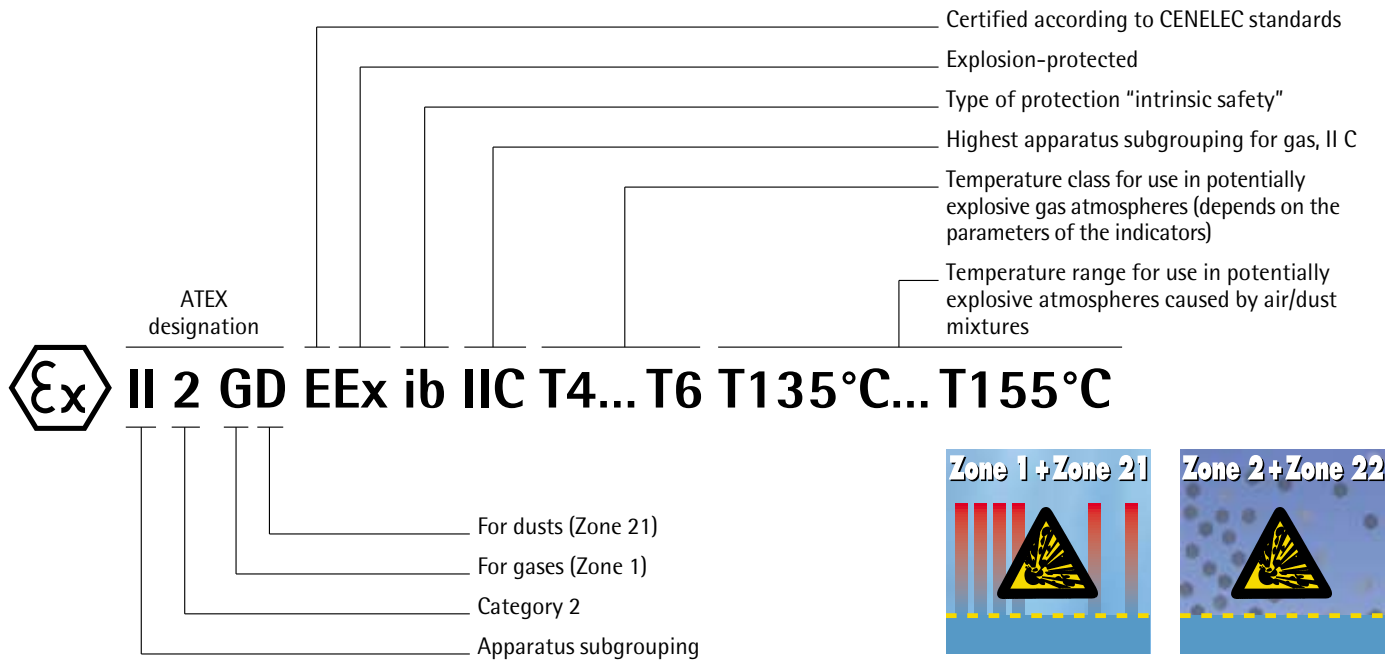 Certified according to CENELEC standards
Explosion-protected
Type of protection “intrinsic safety”
Highest apparatus subgrouping for gas, II C
Temperature class for use in potentially
explosive gas atmospheres (depends on the
parameters of the indicators)
Temperature range for use in potentially
explosive atmospheres caused by air/dust
mixtures
ATEX
designation
Ex II 2 GD EEx ib IIC T4... T6 T135°C... T155°C
Zone 1 + Zone 21
Zone 2 + Zone 22
For dusts (Zone 21)
For gases (Zone 1)
Category 2
Apparatus subgrouping